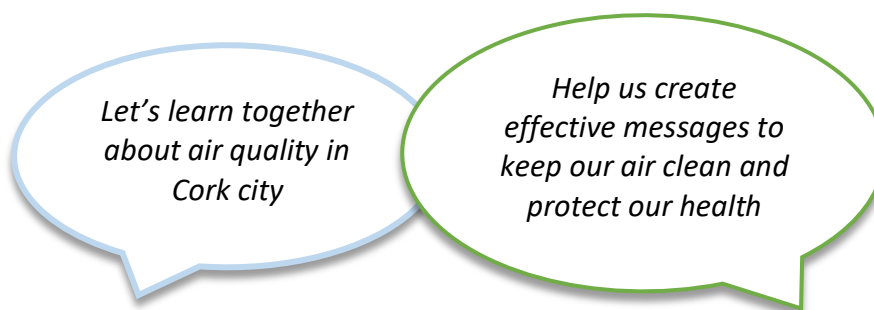 Let’s learn together
about air quality in
Cork city
Help us create
effective messages to
keep our air clean and
protect our health